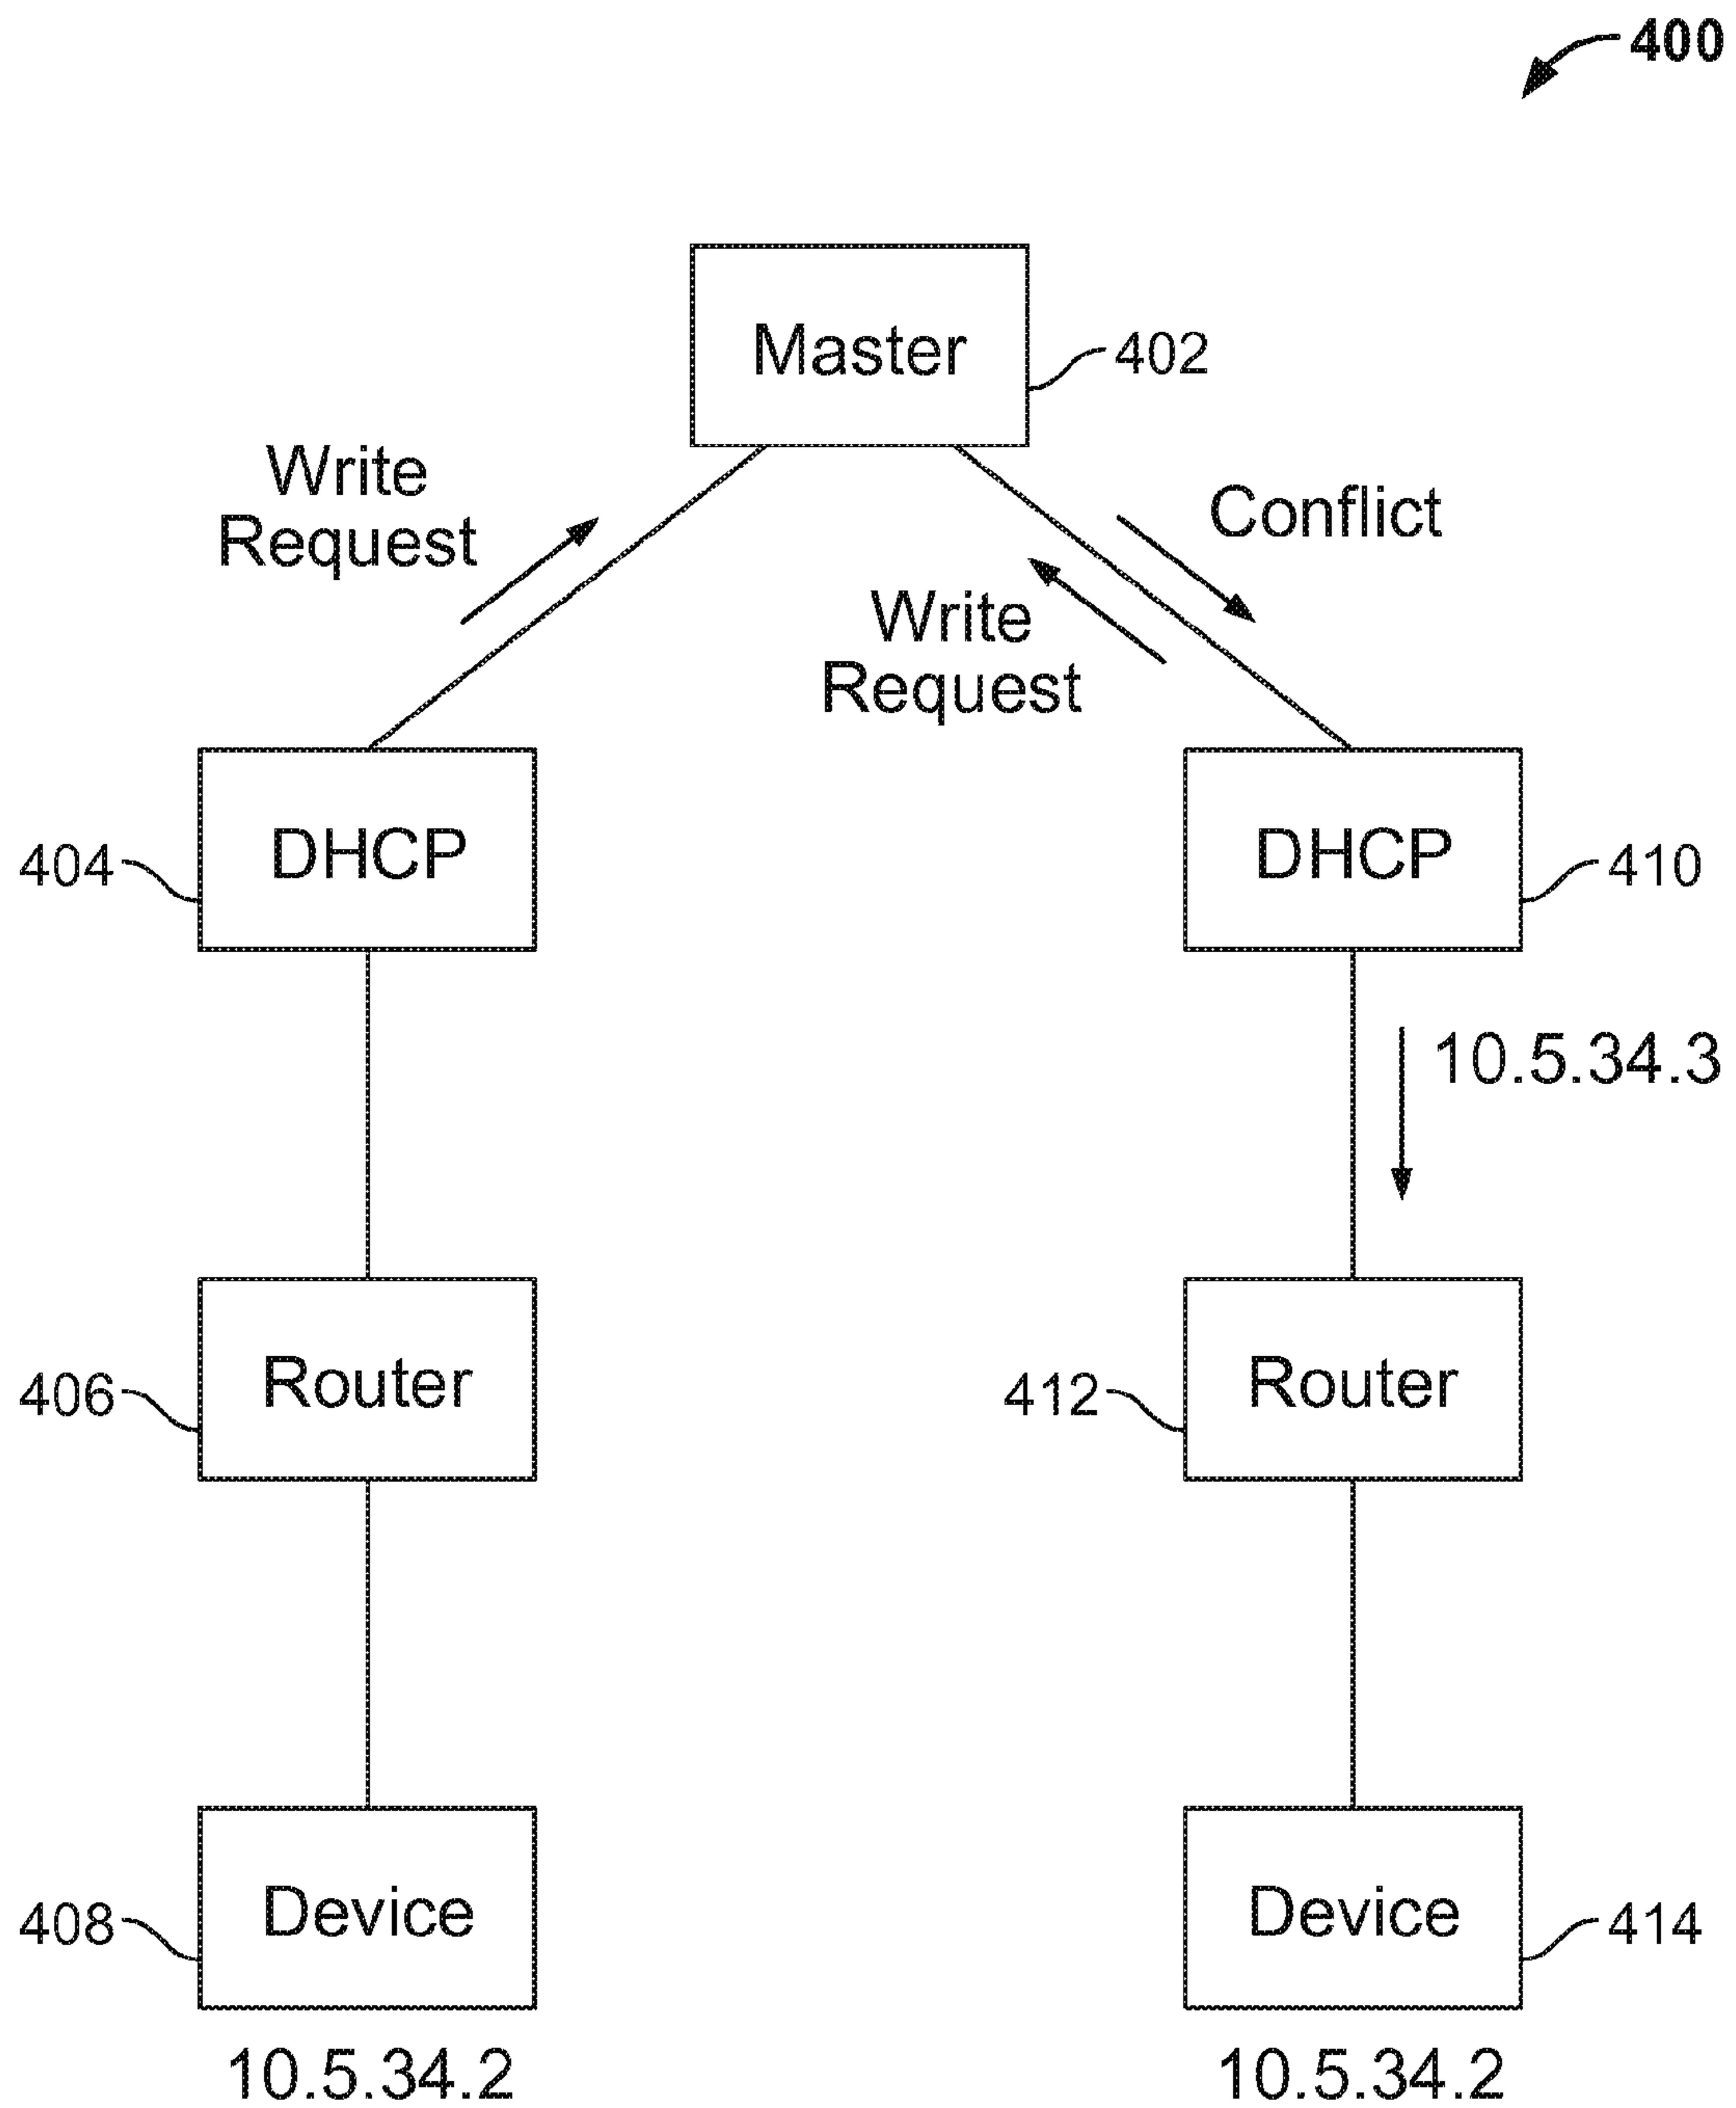 400
Master
402
Write
Request
Conflict
Write
Request
DHCP
404
DHCP
410
10.5.34.3
Router
406
Router
412
Device
408
Device
414
10.5.34.2
10.5.34.2